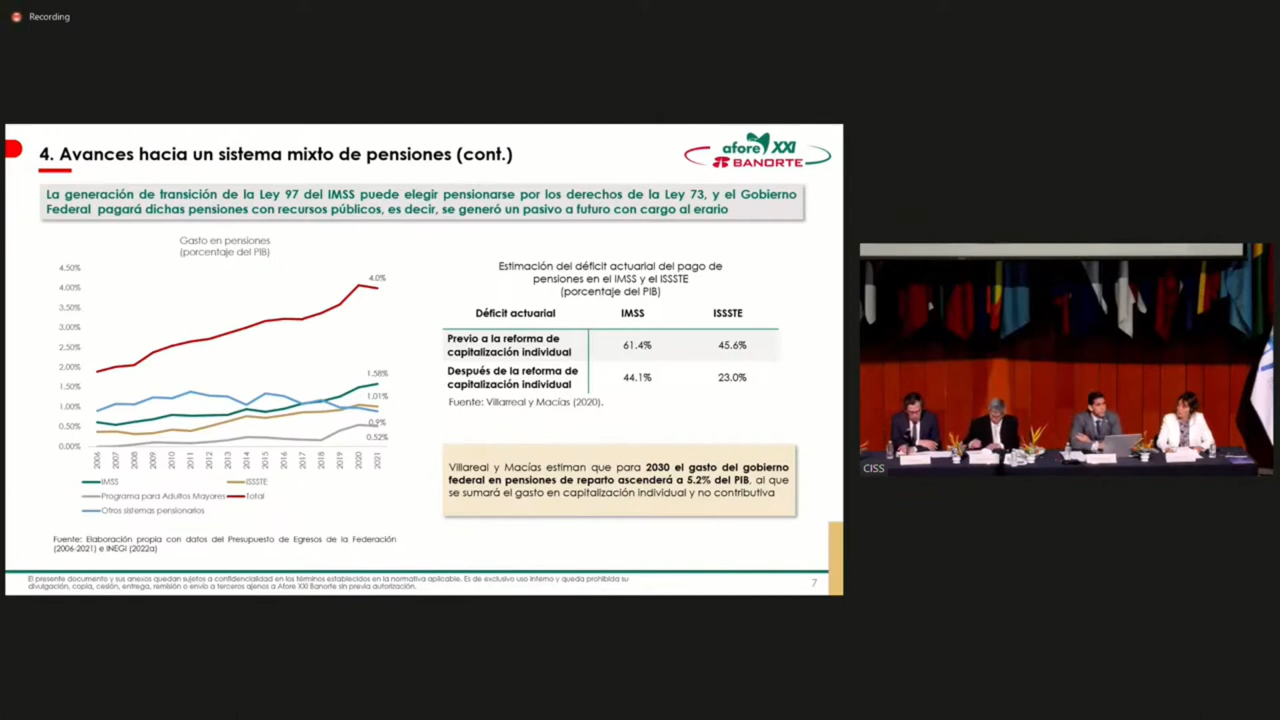 Recording
4. Avances hacia un sistema mixto de pensiones (cont.)
afore XXI
BANORTE
La generación de transición de la Ley 97 del IMSS puede elegir pensionarse por los derechos de la Ley 73, y el Gobierno
Federal pagará dichas pensiones con recursos públicos, es decir, se generó un pasivo a futuro con cargo al erario
Gasto en pensiones
(porcentaje del PIB)
4.50%
4.00%
3.50%
3.00%
2.50%
2.00%
1.50%
1.00%
0.50%
0.00%
4.0%
1.58%
1.01%
0.9%
0.52%
2006 2007 2008 2009 2010 2011 2012 2013 2014 2015 2016 2017 2018 2019 2020 2021
IMSS ISSSTE
Programa para Adultos Mayores Total
Otros sistemas pensionarios
Fuente: Elaboración propia con datos del Presupuesto de Egresos de la Federación
(2006-2021) e INEGI (2022a)
Estimación del déficit actuarial del pago de
pensiones en el IMSS y el ISSSTE
(porcentaje del PIB)
Déficit actuarial IMSS ISSSTE
Previo a la reforma de
capitalización individual 61.4% 45.6%
Después de la reforma de
capitalización individual 44.1% 23.0%
Fuente: Villarreal y Macías (2020).
Villareal y Macías estiman que para 2030 el gasto del gobierno
federal en pensiones de reparto ascenderá a 5.2% del PIB, al que
se sumará el gasto en capitalización individual y no contributiva
El presente documento y sus anexos quedan sujetos a confidencialidad en los términos establecidos en la normativa aplicable. Es de exclusivo uso interno y queda prohibida su
divulgación, copia, cesión, entrega, remisión o envío a terceros ajenos a Afore XXI Banorte sin previa autorización.
7
CISS